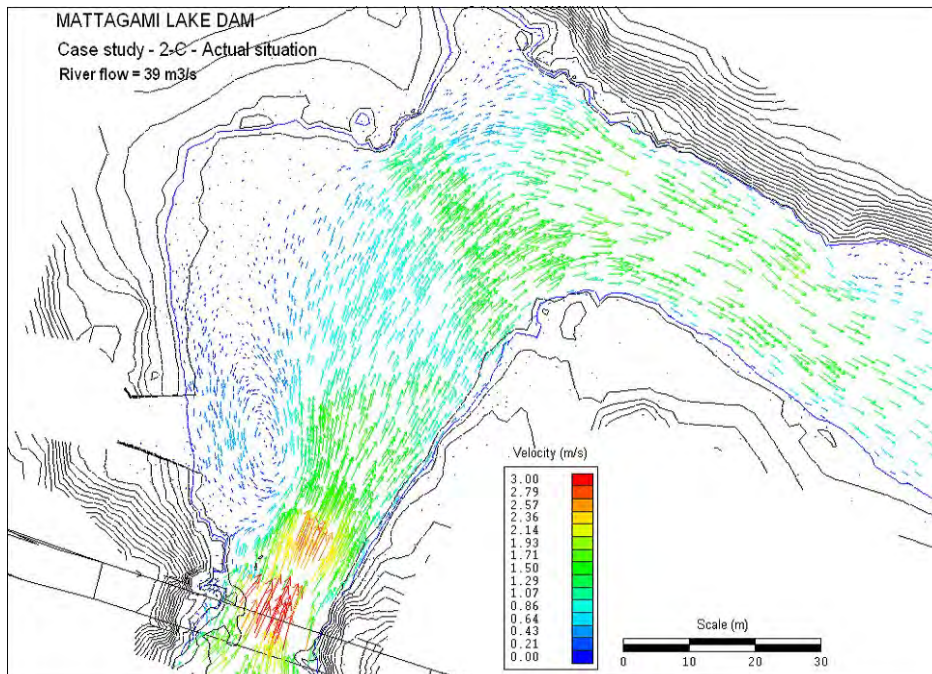 MATTAGAMI LAKE DAM
Case study - 2-C - Actual situation
River flow = 39 m3/s
Velocity (m/s)
3.00
2.79
2.57
2.36
2.14
1.93
1.71
1.50
1.29
1.07
0.86
0.64
0.43
0.21
0.00
Scale (m)
0 10 20 30